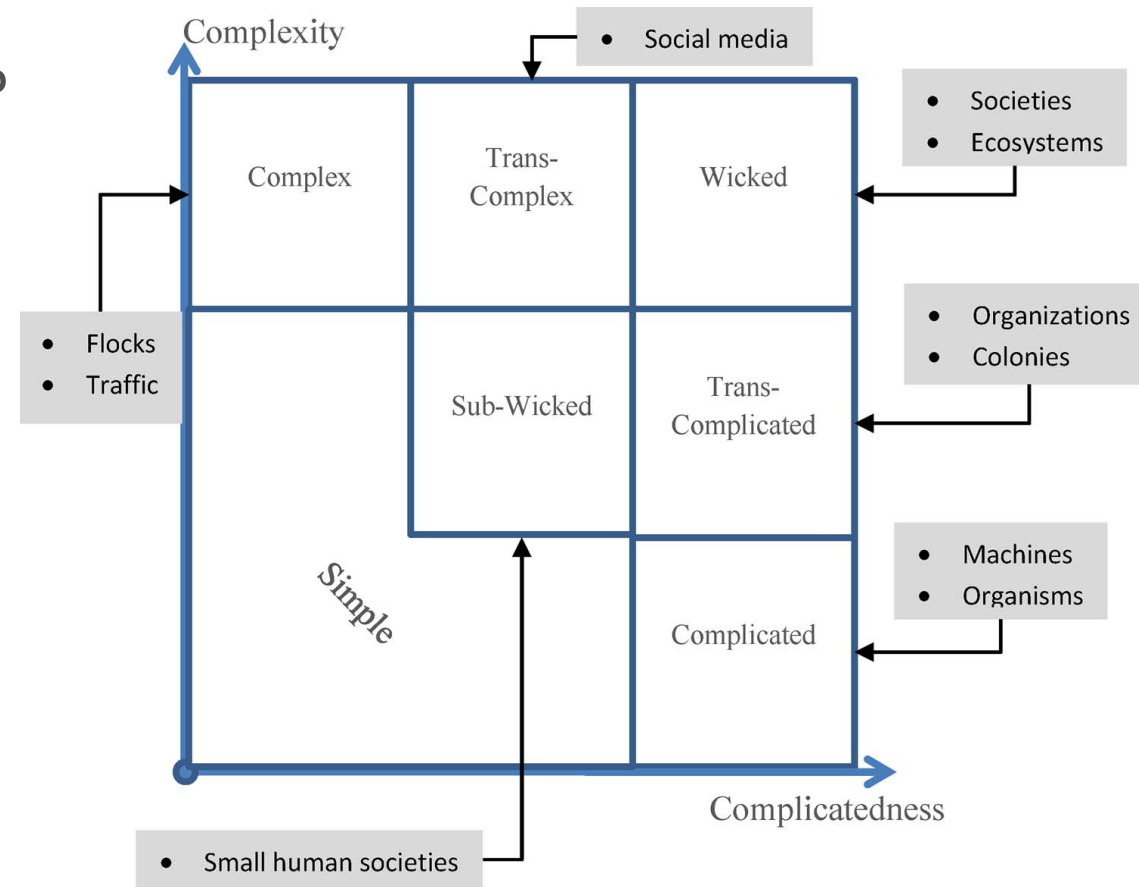 Complexity
• Social media
• Societies
• Ecosystems
Complex
Trans-
Complex
Wicked
• Flocks
• Traffic
• Organizations
• Colonies
Sub-Wicked
Trans-
Complicated
• Machines
• Organisms
Simple
Complicated
Complicatedness
• Small human societies